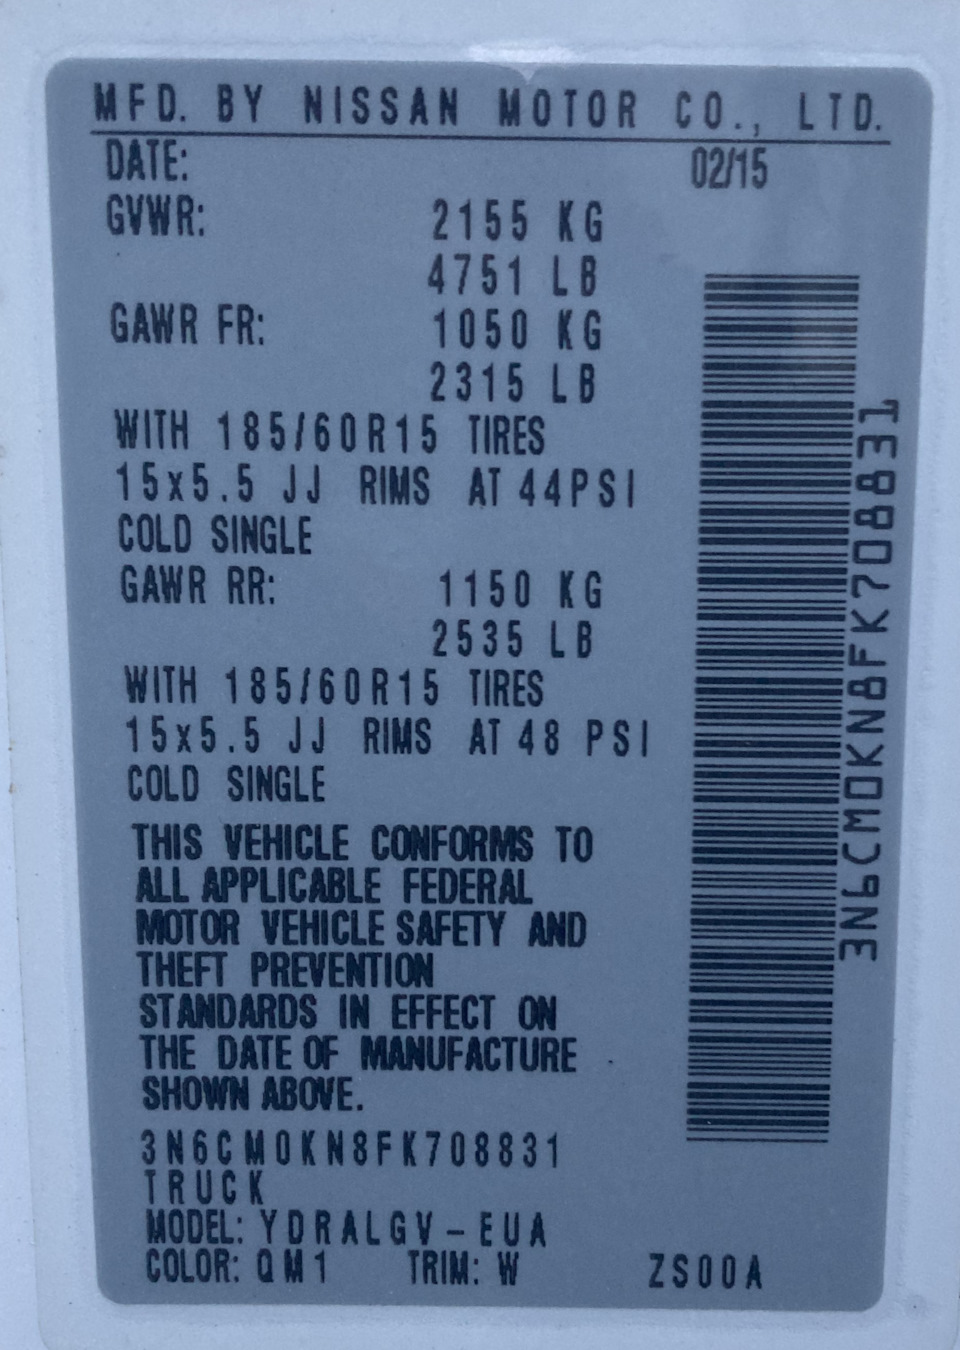 MFD. BY NISSAN MOTOR CO., LTD.
DATE: 02/15
GVWR: 2155 KG
4751 LB
GAWR FR: 1050 KG
2315 LB
WITH 185/60R15 TIRES
15x5.5 JJ RIMS AT 44PSI
COLD SINGLE
GAWR RR: 1150 KG
2535 LB
WITH 185/60R15 TIRES
15x5.5 JJ RIMS AT 48 PSI
COLD SINGLE
THIS VEHICLE CONFORMS TO
ALL APPLICABLE FEDERAL
MOTOR VEHICLE SAFETY AND
THEFT PREVENTION
STANDARDS IN EFFECT ON
THE DATE OF MANUFACTURE
SHOWN ABOVE.
3N6CM0KN8FK708831
TRUCK
MODEL: YDRALGV-EUA
COLOR: QM1 TRIM: W ZS00A
3N6CM0KN8FK708831